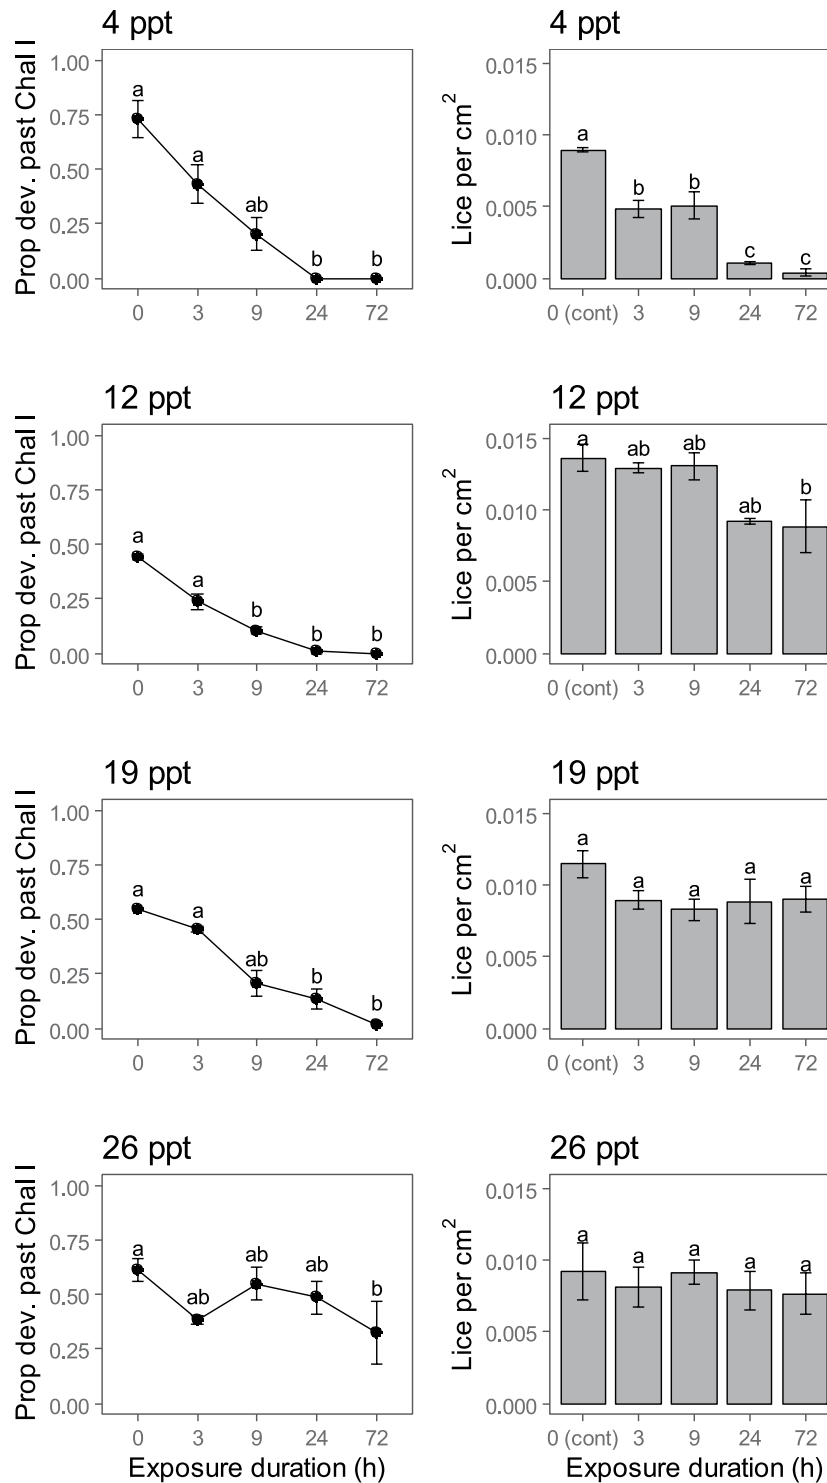 4 ppt
Prop dev. past Chal I
1.00
0.75
0.50
0.25
0.00
a
a
ab
b
b
0 3 9 24 72
4 ppt
Lice per cm²
0.015
0.010
0.005
0.000
a
b
b
c
c
0 (cont) 3 9 24 72
12 ppt
Prop dev. past Chal I
1.00
0.75
0.50
0.25
0.00
a
a
b
b
b
0 3 9 24 72
12 ppt
Lice per cm²
0.015
0.010
0.005
0.000
a
ab
ab
ab
b
0 (cont) 3 9 24 72
19 ppt
Prop dev. past Chal I
1.00
0.75
0.50
0.25
0.00
a
a
ab
b
b
0 3 9 24 72
19 ppt
Lice per cm²
0.015
0.010
0.005
0.000
a
a
a
a
a
0 (cont) 3 9 24 72
26 ppt
Prop dev. past Chal I
1.00
0.75
0.50
0.25
0.00
a
ab
ab
ab
b
0 3 9 24 72
Exposure duration (h)
26 ppt
Lice per cm²
0.015
0.010
0.005
0.000
a
a
a
a
a
0 (cont) 3 9 24 72
Exposure duration (h)